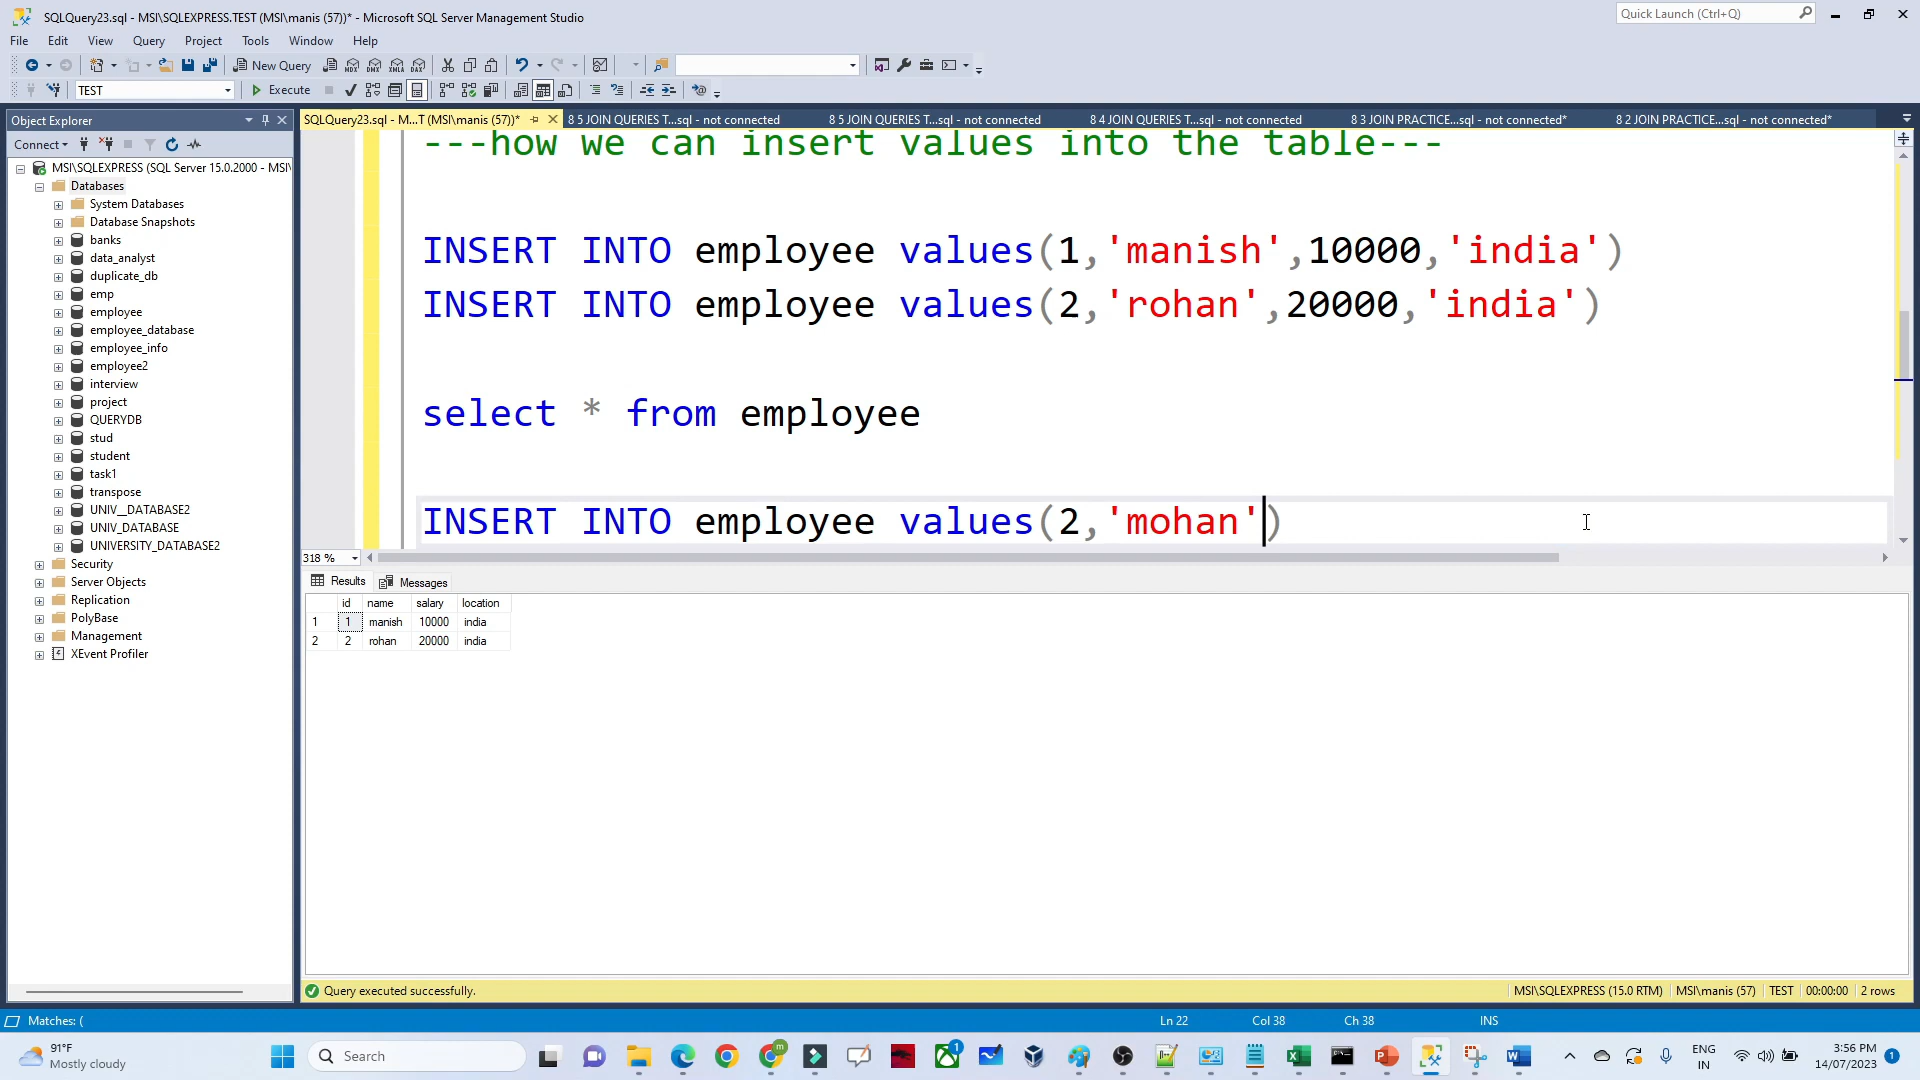 SQLQuery23.sql - MSI\SQLEXPRESS.TEST (MSI\manis (57))* - Microsoft SQL Server Management Studio
Quick Launch (Ctrl+Q)
File Edit View Query Project Tools Window Help
New Query
TEST
Execute
Object Explorer
Connect
MSI\SQLEXPRESS (SQL Server 15.0.2000 - MSI\
Databases
System Databases
Database Snapshots
banks
data_analyst
duplicate_db
emp
employee
employee_database
employee_info
employee2
interview
project
QUERYDB
stud
student
task1
transpose
UNIV__DATABASE2
UNIV_DATABASE
UNIVERSITY_DATABASE2
Security
Server Objects
Replication
PolyBase
Management
XEvent Profiler
SQLQuery23.sql - M...T (MSI\manis (57))*
8 5 JOIN QUERIES T...sql - not connected
8 5 JOIN QUERIES T...sql - not connected
8 4 JOIN QUERIES T...sql - not connected
8 3 JOIN PRACTICE...sql - not connected*
8 2 JOIN PRACTICE...sql - not connected*
---how we can insert values into the table---
INSERT INTO employee values(1,'manish',10000,'india')
INSERT INTO employee values(2,'rohan',20000,'india')
select * from employee
INSERT INTO employee values(2,'mohan')
318 %
Results Messages
id name salary location
1 1 manish 10000 india
2 2 rohan 20000 india
Query executed successfully.
MSI\SQLEXPRESS (15.0 RTM) MSI\manis (57) TEST 00:00:00 2 rows
Matches: (
Ln 22 Col 38 Ch 38 INS
91°F
Mostly cloudy
Search
1
m
ENG
IN
3:56 PM
14/07/2023
1